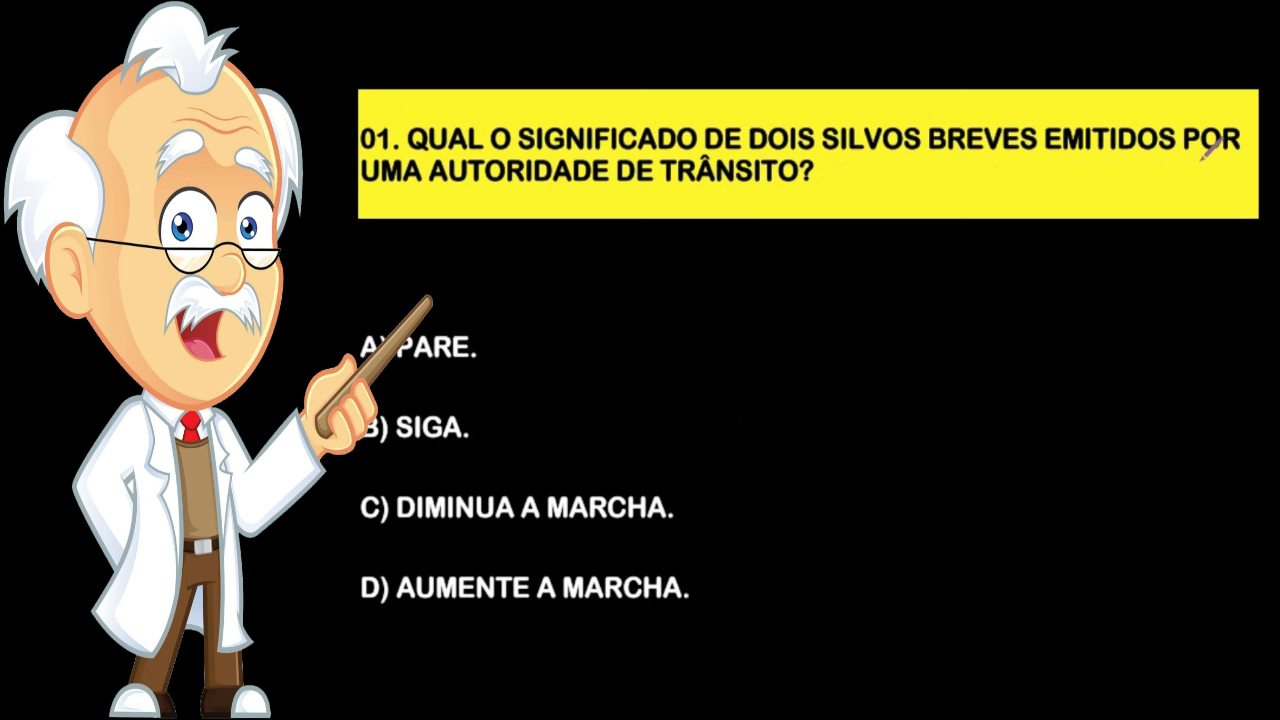 01. QUAL O SIGNIFICADO DE DOIS SILVOS BREVES EMITIDOS POR
UMA AUTORIDADE DE TRÂNSITO?
A) PARE.
B) SIGA.
C) DIMINUA A MARCHA.
D) AUMENTE A MARCHA.